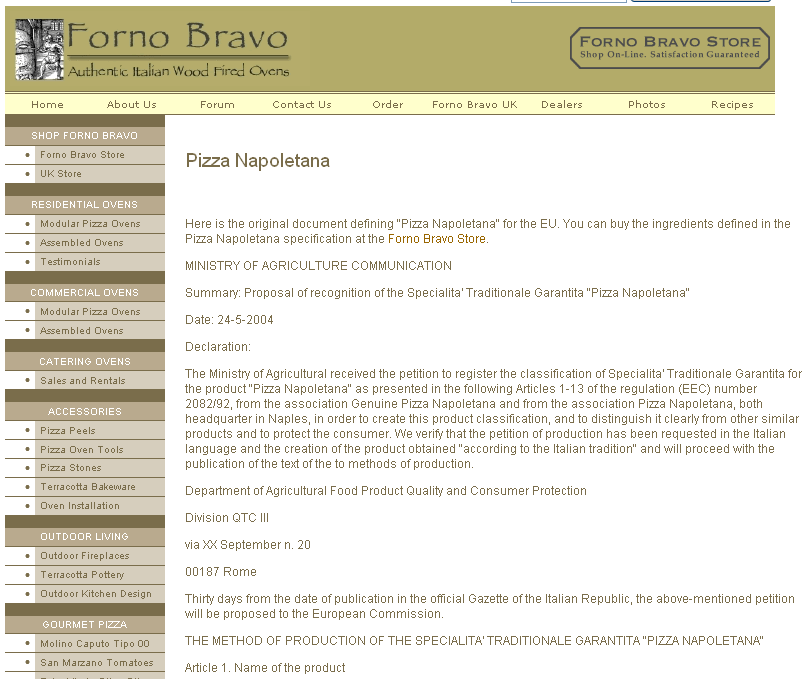 Forno Bravo
Authentic Italian Wood Fired Ovens
FORNO BRAVO STORE
Shop On-Line. Satisfaction Guaranteed
Home About Us Forum Contact Us Order Forno Bravo UK Dealers Photos Recipes
SHOP FORNO BRAVO
Forno Bravo Store
UK Store
RESIDENTIAL OVENS
Modular Pizza Ovens
Assembled Ovens
Testimonials
COMMERCIAL OVENS
Modular Pizza Ovens
Assembled Ovens
CATERING OVENS
Sales and Rentals
ACCESSORIES
Pizza Peels
Pizza Oven Tools
Pizza Stones
Terracotta Bakeware
Oven Installation
OUTDOOR LIVING
Outdoor Fireplaces
Terracotta Pottery
Outdoor Kitchen Design
GOURMET PIZZA
Molino Caputo Tipo 00
San Marzano Tomatoes
Pizza Napoletana
Here is the original document defining "Pizza Napoletana" for the EU. You can buy the ingredients defined in the
Pizza Napoletana specification at the Forno Bravo Store.
MINISTRY OF AGRICULTURE COMMUNICATION
Summary: Proposal of recognition of the Specialita' Traditionale Garantita "Pizza Napoletana"
Date: 24-5-2004
Declaration:
The Ministry of Agricultural received the petition to register the classification of Specialita' Traditionale Garantita for
the product "Pizza Napoletana" as presented in the following Articles 1-13 of the regulation (EEC) number
2082/92, from the association Genuine Pizza Napoletana and from the association Pizza Napoletana, both
headquarter in Naples, in order to create this product classification, and to distinguish it clearly from other similar
products and to protect the consumer. We verify that the petition of production has been requested in the Italian
language and the creation of the product obtained "according to the Italian tradition" and will proceed with the
publication of the text of the to methods of production.
Department of Agricultural Food Product Quality and Consumer Protection
Division QTC III
via XX September n. 20
00187 Rome
Thirty days from the date of publication in the official Gazette of the Italian Republic, the above-mentioned petition
will be proposed to the European Commission.
THE METHOD OF PRODUCTION OF THE SPECIALITA' TRADITIONALE GARANTITA "PIZZA NAPOLETANA"
Article 1. Name of the product